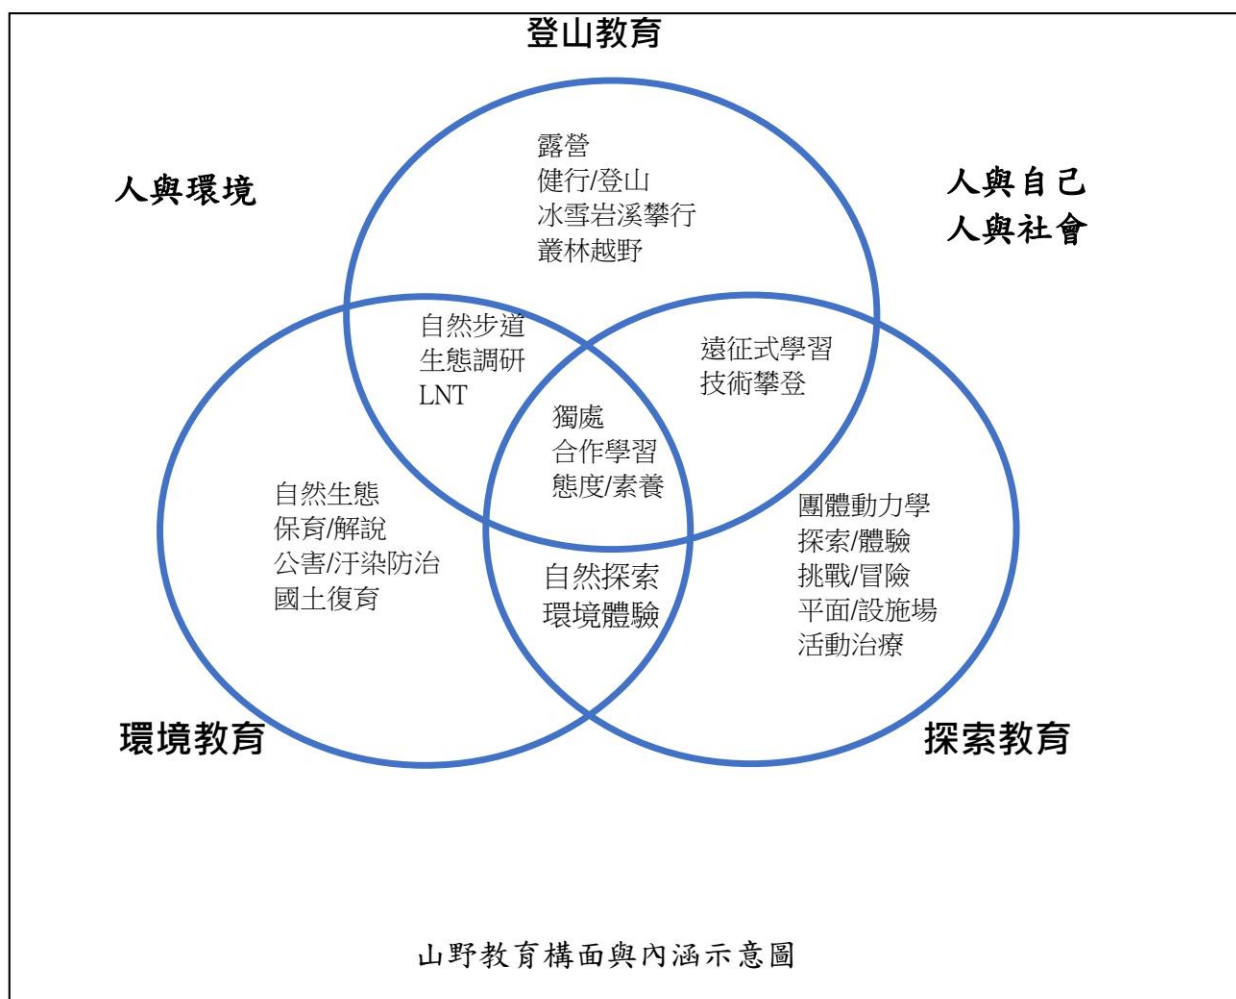 登山教育
人與環境
人與自己
人與社會
露營
健行/登山
冰雪岩溪攀行
叢林越野
自然步道
生態調研
LNT
遠征式學習
技術攀登
獨處
合作學習
態度/素養
自然生態
保育/解說
公害/汙染防治
國土復育
團體動力學
探索/體驗
挑戰/冒險
平面/設施場
活動治療
自然探索
環境體驗
環境教育
探索教育
山野教育構面與內涵示意圖